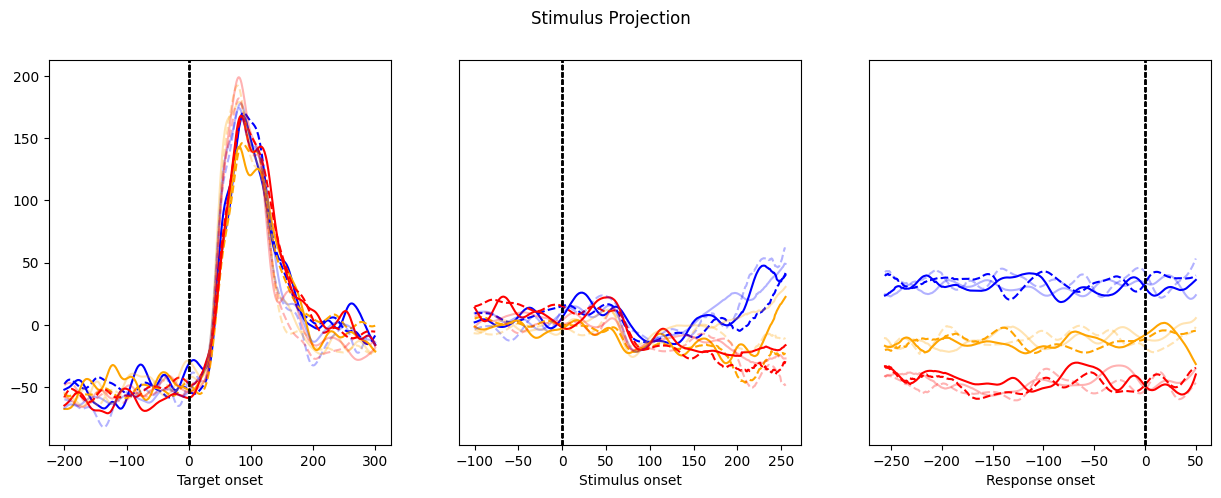 Stimulus Projection
200
150
100
50
0
−50
−200 −100 0 100 200 300
Target onset
−100 −50 0 50 100 150 200 250
Stimulus onset
−250 −200 −150 −100 −50 0 50
Response onset